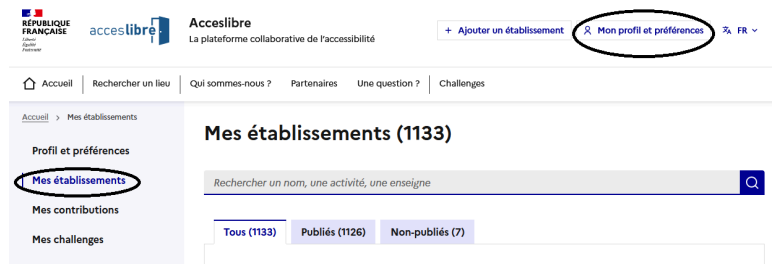 RÉPUBLIQUE
FRANÇAISE
Liberté
Égalité
Fraternité
acceslibre
Acceslibre
La plateforme collaborative de l'accessibilité
+ Ajouter un établissement
Mon profil et préférences
FR
Accueil
Rechercher un lieu
Qui sommes-nous ?
Partenaires
Une question ?
Challenges
Accueil > Mes établissements
Profil et préférences
Mes établissements
Mes contributions
Mes challenges
Mes établissements (1133)
Rechercher un nom, une activité, une enseigne
Tous (1133)
Publiés (1126)
Non-publiés (7)